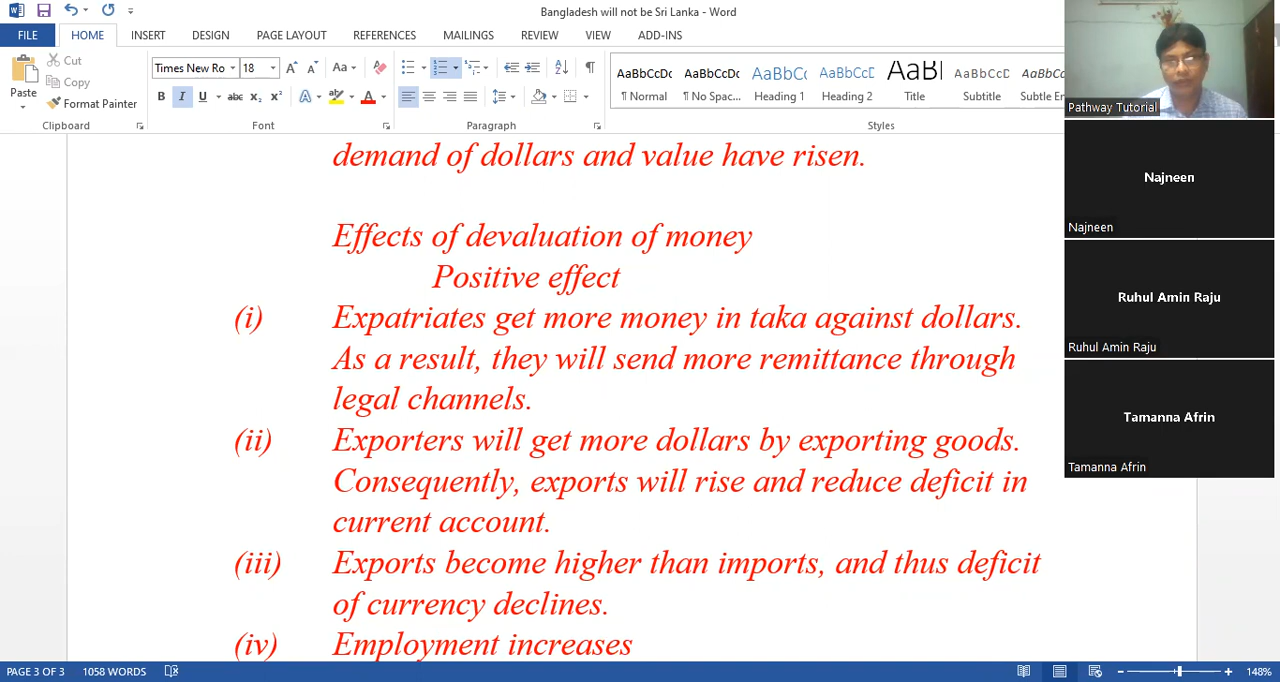 Bangladesh will not be Sri Lanka - Word
FILE HOME INSERT DESIGN PAGE LAYOUT REFERENCES MAILINGS REVIEW VIEW ADD-INS
Paste
Cut
Copy
Format Painter
Clipboard
Times New Ro 18
Aa
B I U abc X₂ X² A A
Font
Paragraph
AaBbCcDc AaBbCcDc AaBbCc AaBbCcC AaBl AaBbCcD AaBbCcD
¶ Normal ¶ No Spac... Heading 1 Heading 2 Title Subtitle Subtle Em
Styles
demand of dollars and value have risen.
Effects of devaluation of money
Positive effect
(i) Expatriates get more money in taka against dollars.
As a result, they will send more remittance through
legal channels.
(ii) Exporters will get more dollars by exporting goods.
Consequently, exports will rise and reduce deficit in
current account.
(iii) Exports become higher than imports, and thus deficit
of currency declines.
(iv) Employment increases
PAGE 3 OF 3 1058 WORDS
148%
Pathway Tutorial
Najneen
Najneen
Ruhul Amin Raju
Ruhul Amin Raju
Tamanna Afrin
Tamanna Afrin